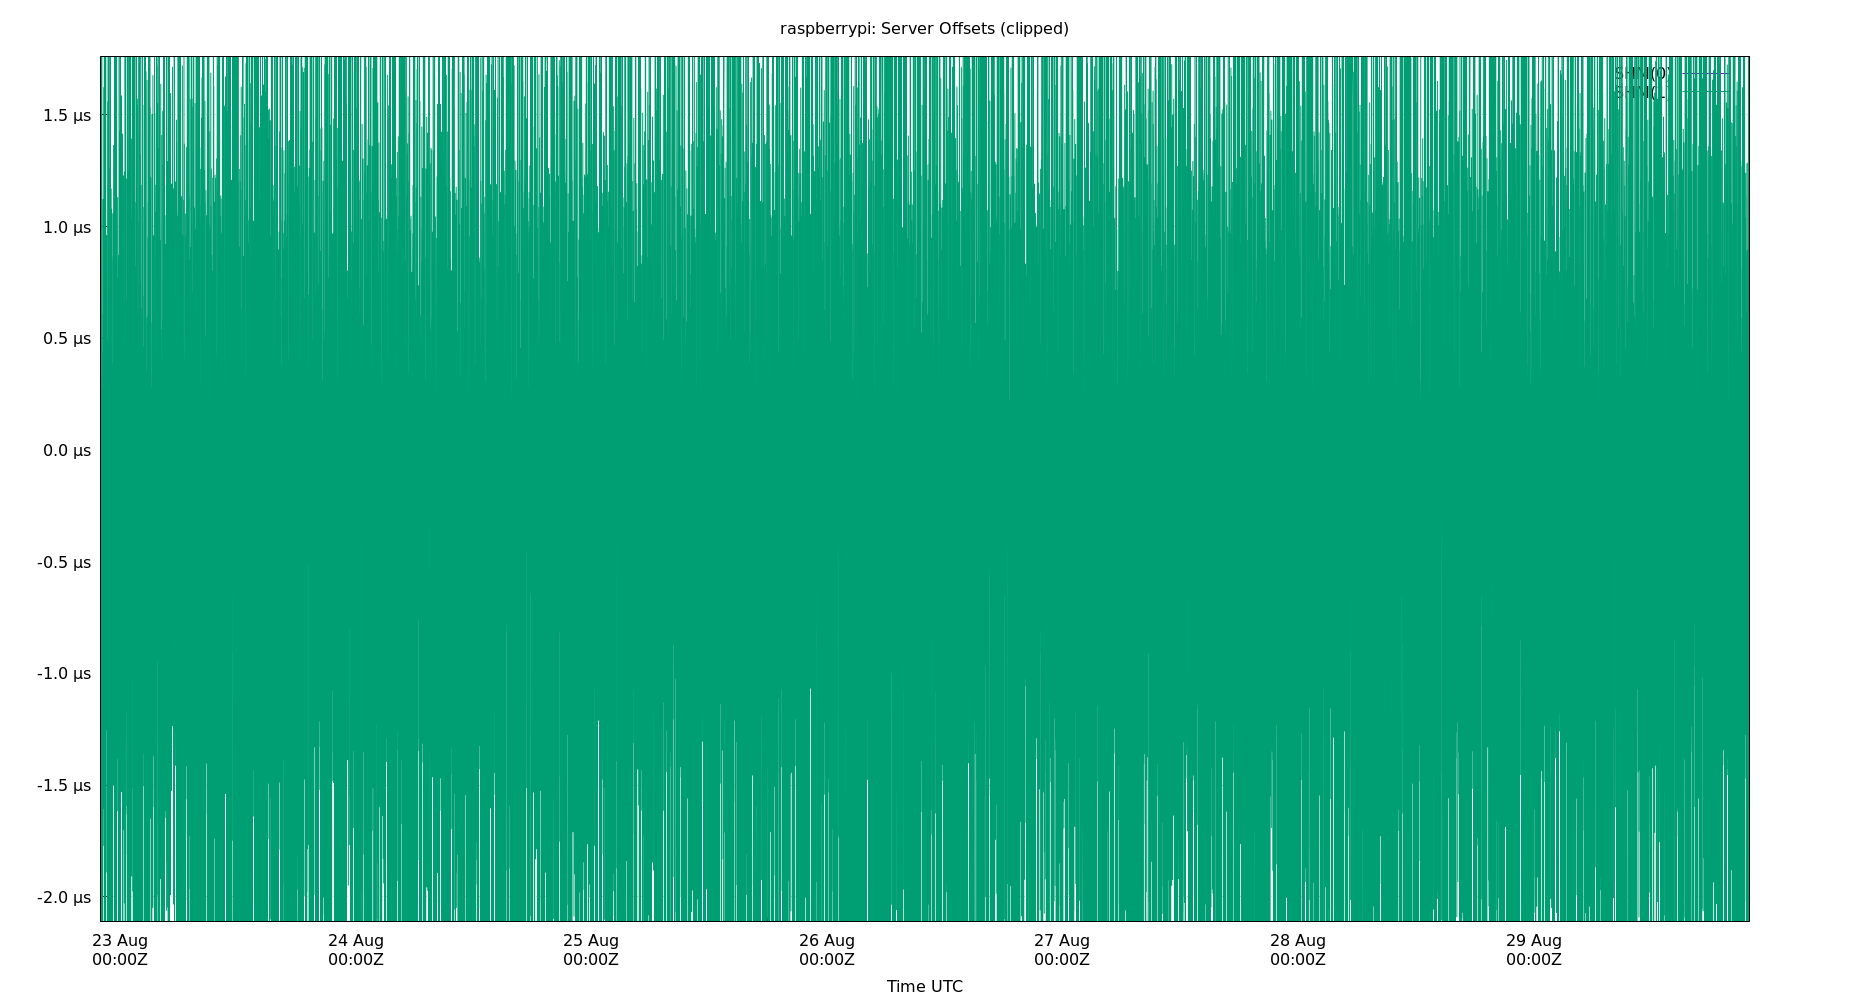 raspberrypi: Server Offsets (clipped)
SHM(0)
1.5 µs
1.0 µs
0.5 µs
0.0 µs
-0.5 µs
-1.0 µs
-1.5 µs
-2.0 µs
23 Aug 24 Aug 25 Aug 26 Aug 27 Aug 28 Aug 29 Aug
00:00Z 00:00Z 00:00Z 00:00Z 00:00Z 00:00Z 00:00Z
Time UTC